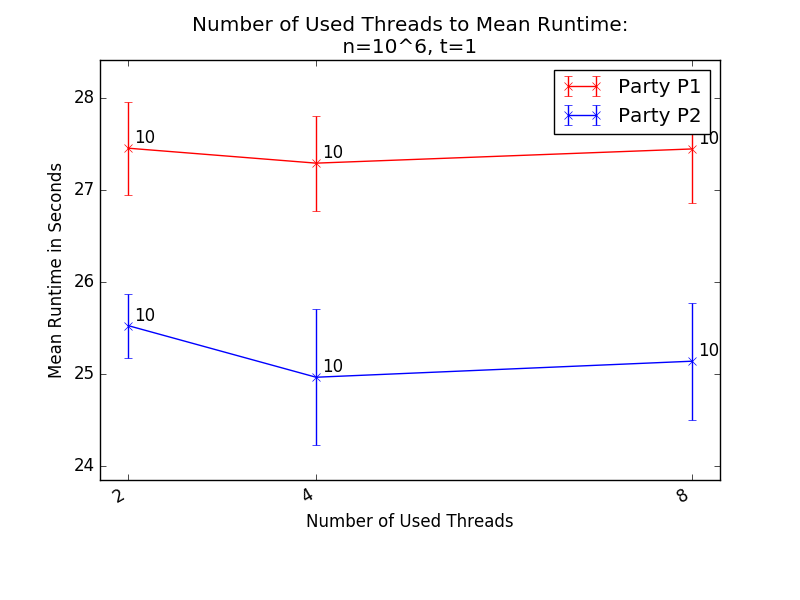 Number of Used Threads to Mean Runtime:
n=10^6, t=1
Party P1
Party P2
28
27
26
25
24
10
10
10
10
10
10
2
4
8
Mean Runtime in Seconds
Number of Used Threads